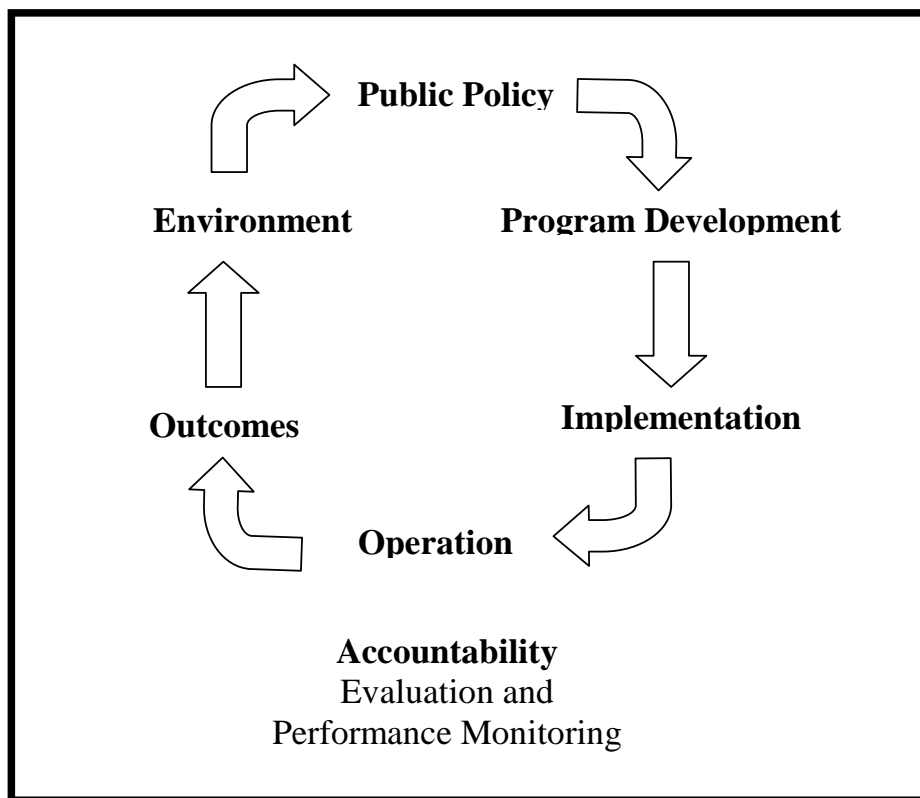 Public Policy
Environment
Program Development
Outcomes
Implementation
Operation
Accountability
Evaluation and
Performance Monitoring